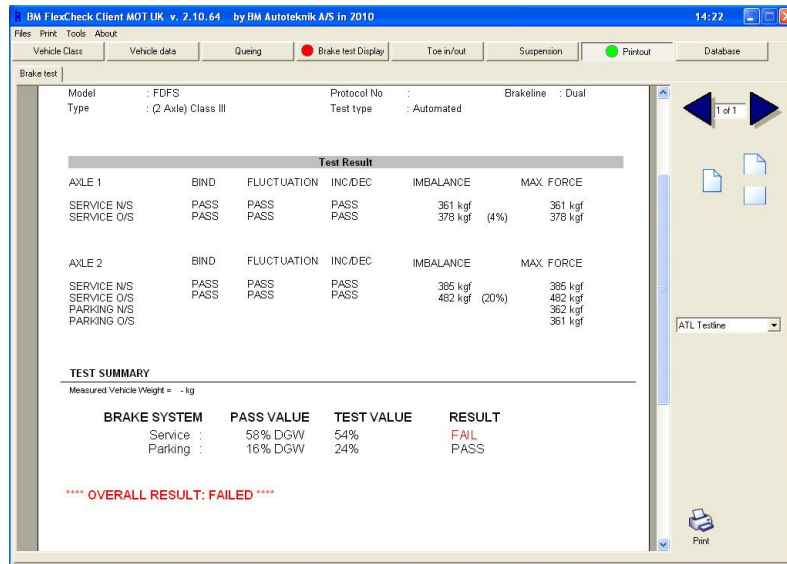 BM FlexCheck Client MOT UK v. 2.10.64 by BM Autoteknik A/S in 2010 14:22
Files Print Tools About
Vehicle Class Vehicle data Queing Brake test Display Toe in/out Suspension Printout Database
Brake test
Model : FDFS Protocol No : Brakeline : Dual
Type : (2 Axle) Class III Test type : Automated
1 of 1
Test Result
AXLE 1 BIND FLUCTUATION INC/DEC IMBALANCE MAX. FORCE
SERVICE N/S PASS PASS PASS 361 kgf 361 kgf
SERVICE O/S PASS PASS PASS 378 kgf (4%) 378 kgf
AXLE 2 BIND FLUCTUATION INC/DEC IMBALANCE MAX. FORCE
SERVICE N/S PASS PASS PASS 385 kgf 385 kgf
SERVICE O/S PASS PASS PASS 482 kgf (20%) 482 kgf
PARKING N/S 362 kgf
PARKING O/S 361 kgf
ATL Testline
TEST SUMMARY
Measured Vehicle Weight = - kg
BRAKE SYSTEM PASS VALUE TEST VALUE RESULT
Service : 58% DGW 54% FAIL
Parking : 16% DGW 24% PASS
**** OVERALL RESULT: FAILED ****
Print